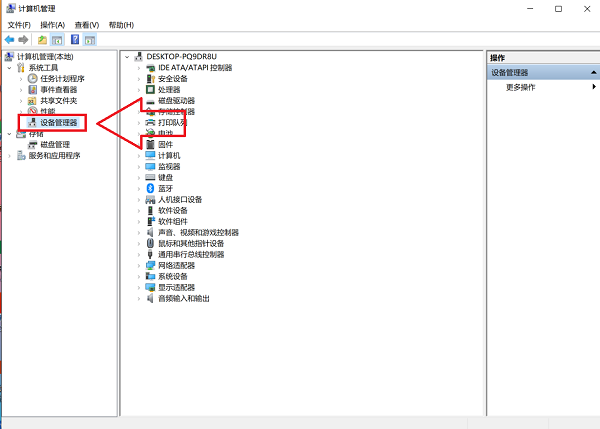 计算机管理
文件(F) 操作(A) 查看(V) 帮助(H)
计算机管理(本地)
系统工具
任务计划程序
事件查看器
共享文件夹
性能
设备管理器
存储
磁盘管理
服务和应用程序
DESKTOP-PQ9DR8U
IDE ATA/ATAPI 控制器
安全设备
处理器
磁盘驱动器
存储控制器
打印队列
电池
固件
计算机
监视器
键盘
蓝牙
人机接口设备
软件设备
软件组件
声音、视频和游戏控制器
鼠标和其他指针设备
通用串行总线控制器
网络适配器
系统设备
显示适配器
音频输入和输出
操作
设备管理器
更多操作